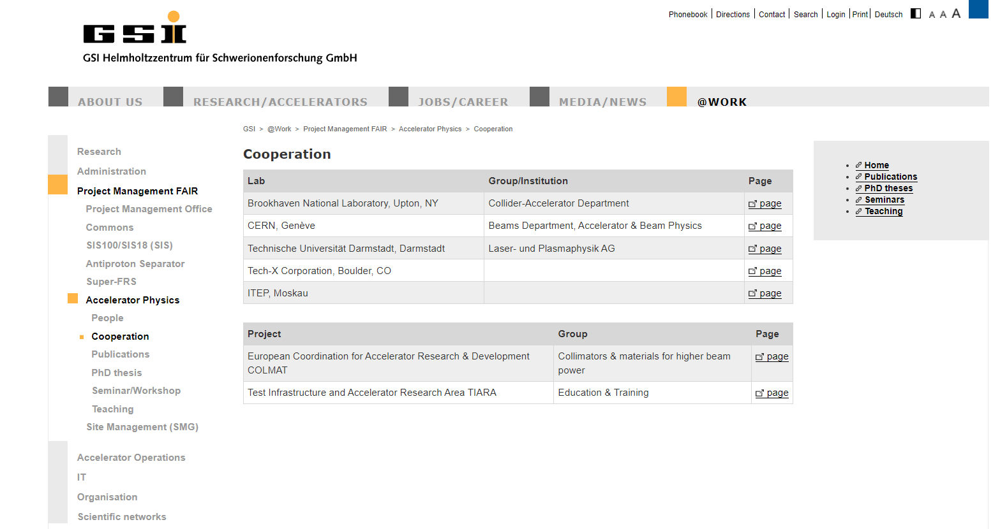 Phonebook Directions Contact Search Login Print Deutsch A A A
GSI
GSI Helmholtzzentrum für Schwerionenforschung GmbH
ABOUT US RESEARCH/ACCELERATORS JOBS/CAREER MEDIA/NEWS @WORK
GSI > @Work > Project Management FAIR > Accelerator Physics > Cooperation
Research
Administration
Project Management FAIR
Project Management Office
Commons
SIS100/SIS18 (SIS)
Antiproton Separator
Super-FRS
Accelerator Physics
People
Cooperation
Publications
PhD thesis
Seminar/Workshop
Teaching
Site Management (SMG)
Accelerator Operations
IT
Organisation
Scientific networks
Cooperation
Lab Group/Institution Page
Brookhaven National Laboratory, Upton, NY Collider-Accelerator Department page
CERN, Genève Beams Department, Accelerator & Beam Physics page
Technische Universität Darmstadt, Darmstadt Laser- und Plasmaphysik AG page
Tech-X Corporation, Boulder, CO page
ITEP, Moskau page
Project Group Page
European Coordination for Accelerator Research & Development Collimators & materials for higher beam page
COLMAT power
Test Infrastructure and Accelerator Research Area TIARA Education & Training page
Home
Publications
PhD theses
Seminars
Teaching